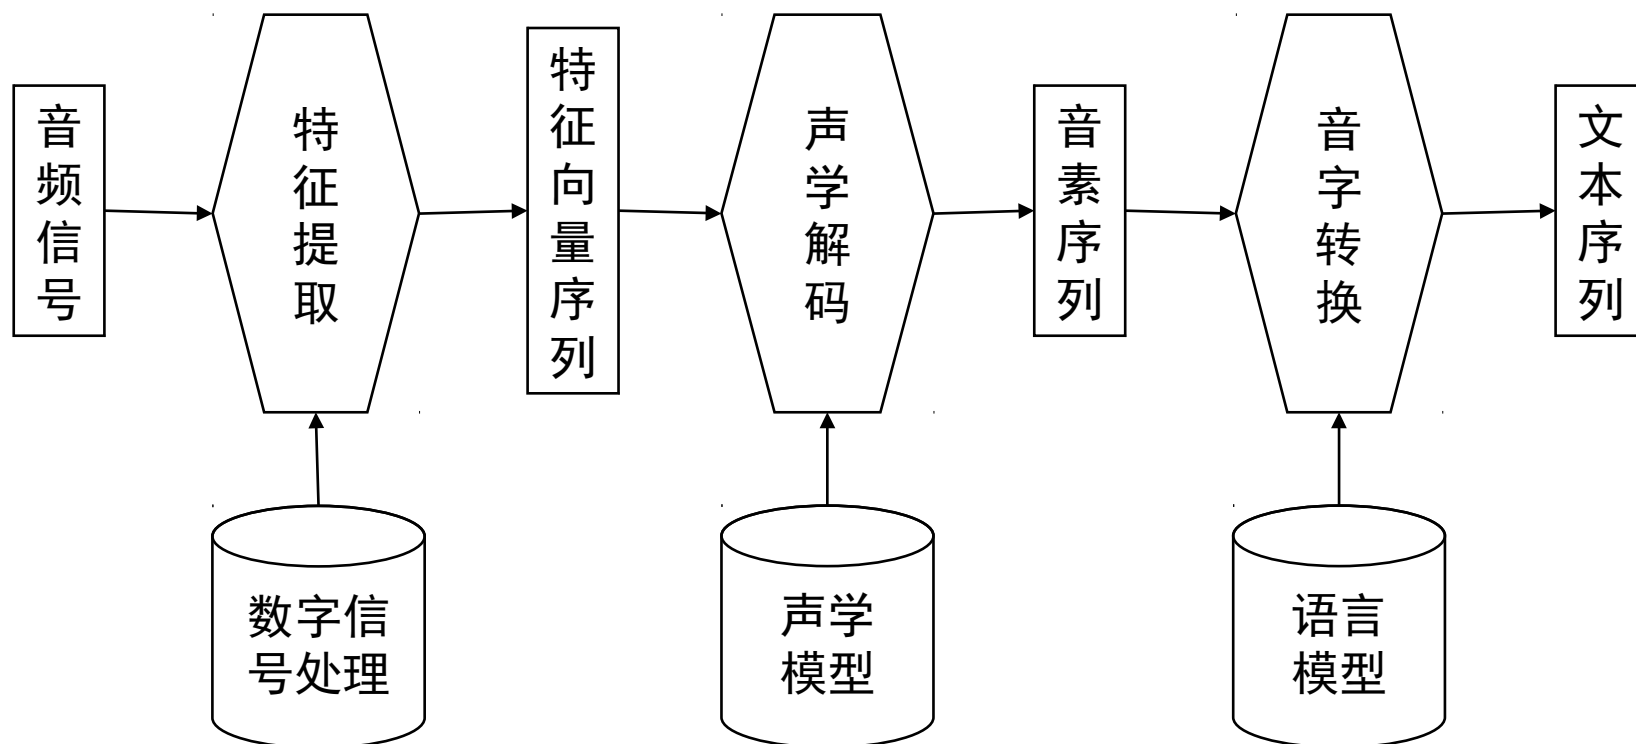 音频信号
特征提取
特征向量序列
声学解码
音素序列
音字转换
文本序列
数字信
号处理
声学
模型
语言
模型